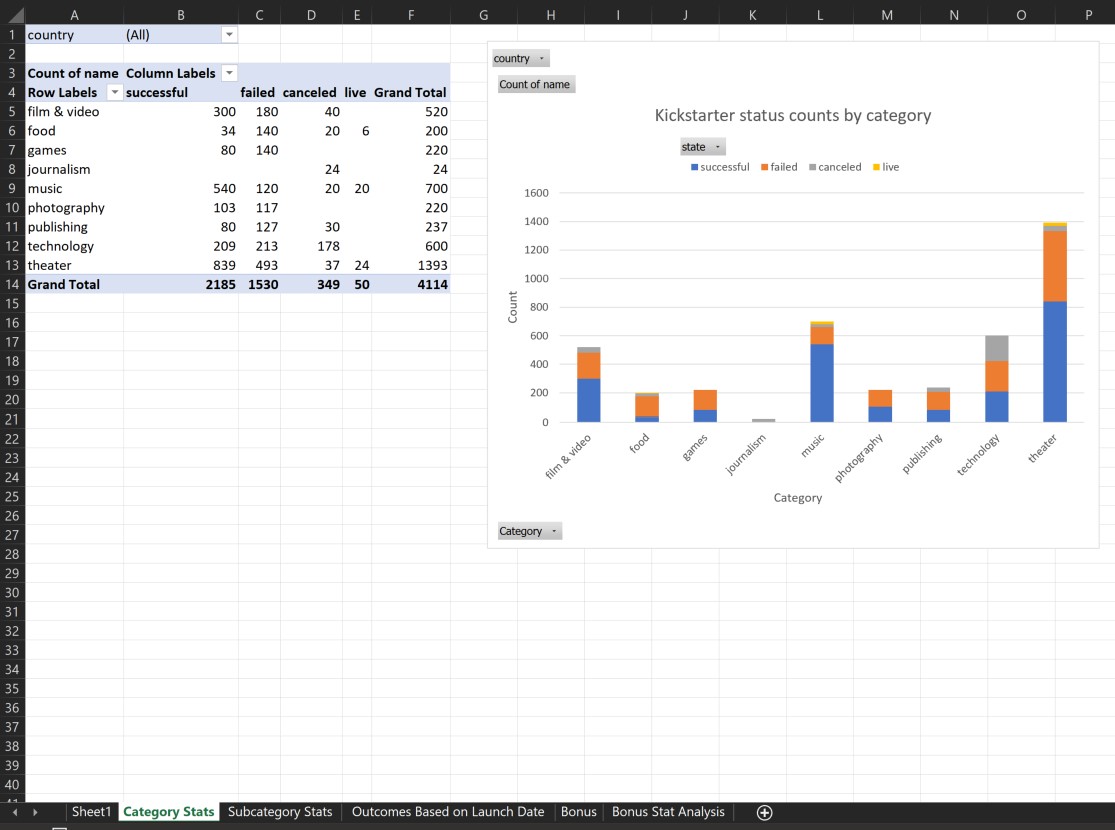 A B C D E F G H I J K L M N O P
1 country (All)
2
3 Count of name Column Labels
4 Row Labels successful failed canceled live Grand Total
5 film & video 300 180 40 520
6 food 34 140 20 6 200
7 games 80 140 220
8 journalism 24 24
9 music 540 120 20 20 700
10 photography 103 117 220
11 publishing 80 127 30 237
12 technology 209 213 178 600
13 theater 839 493 37 24 1393
14 Grand Total 2185 1530 349 50 4114
15
16
17
18
19
20
21
22
23
24
25
26
27
28
29
30
31
32
33
34
35
36
37
38
39
40
41
country
Count of name
Kickstarter status counts by category
state
successful failed canceled live
1600
1400
1200
1000
800
600
400
200
0
Count
film & video food games journalism music photography publishing technology theater
Category
Category
Sheet1 Category Stats Subcategory Stats Outcomes Based on Launch Date Bonus Bonus Stat Analysis